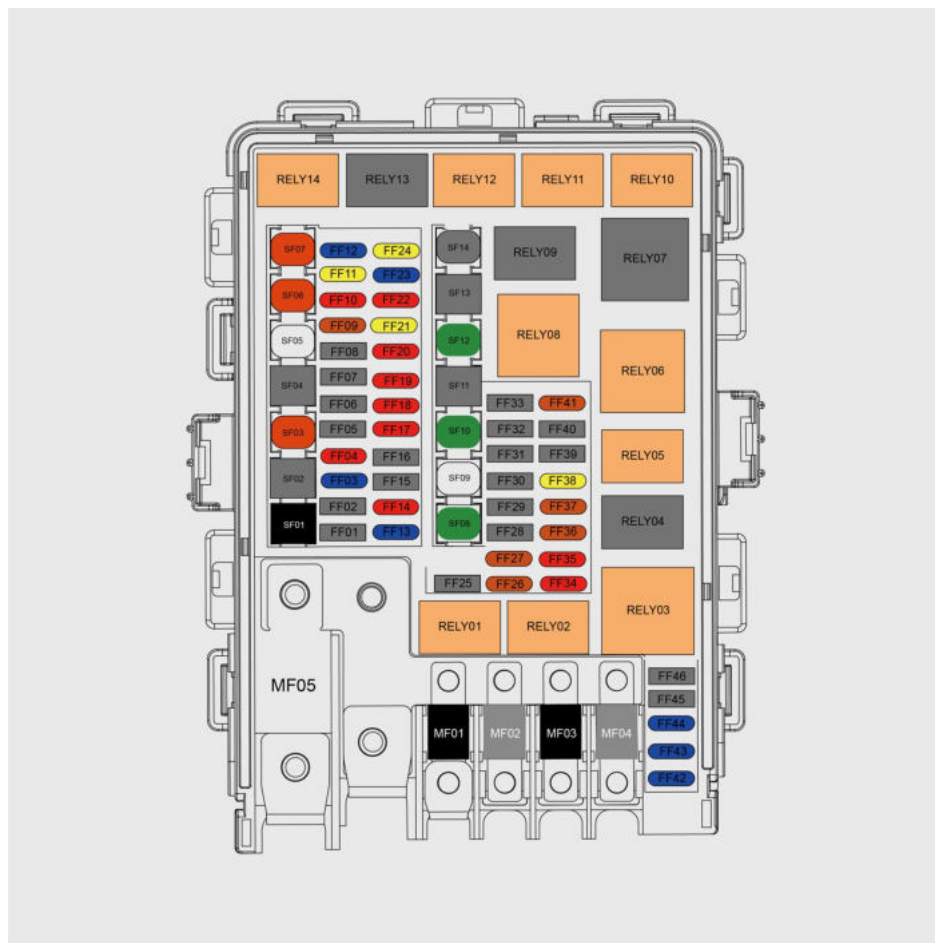 RELY14 RELY13 RELY12 RELY11 RELY10
SF07 FF12 FF24
FF11 FF23
SF06 FF10 FF22
FF09 FF21
SF05 FF08 FF20
SF04 FF07 FF19
FF06 FF18
SF03 FF05 FF17
FF04 FF16
SF02 FF03 FF15
FF02 FF14
SF01 FF01 FF13
SF14 RELY09 RELY07
SF13
SF12 RELY08
SF11 RELY06
FF33 FF41
SF10 FF32 FF40
FF31 FF39 RELY05
SF09 FF30 FF38
FF29 FF37
SF08 FF28 FF36 RELY04
FF27 FF35
FF25 FF26 FF34
RELY01 RELY02 RELY03
MF05
MF01 MF02 MF03 MF04
FF46
FF45
FF44
FF43
FF42